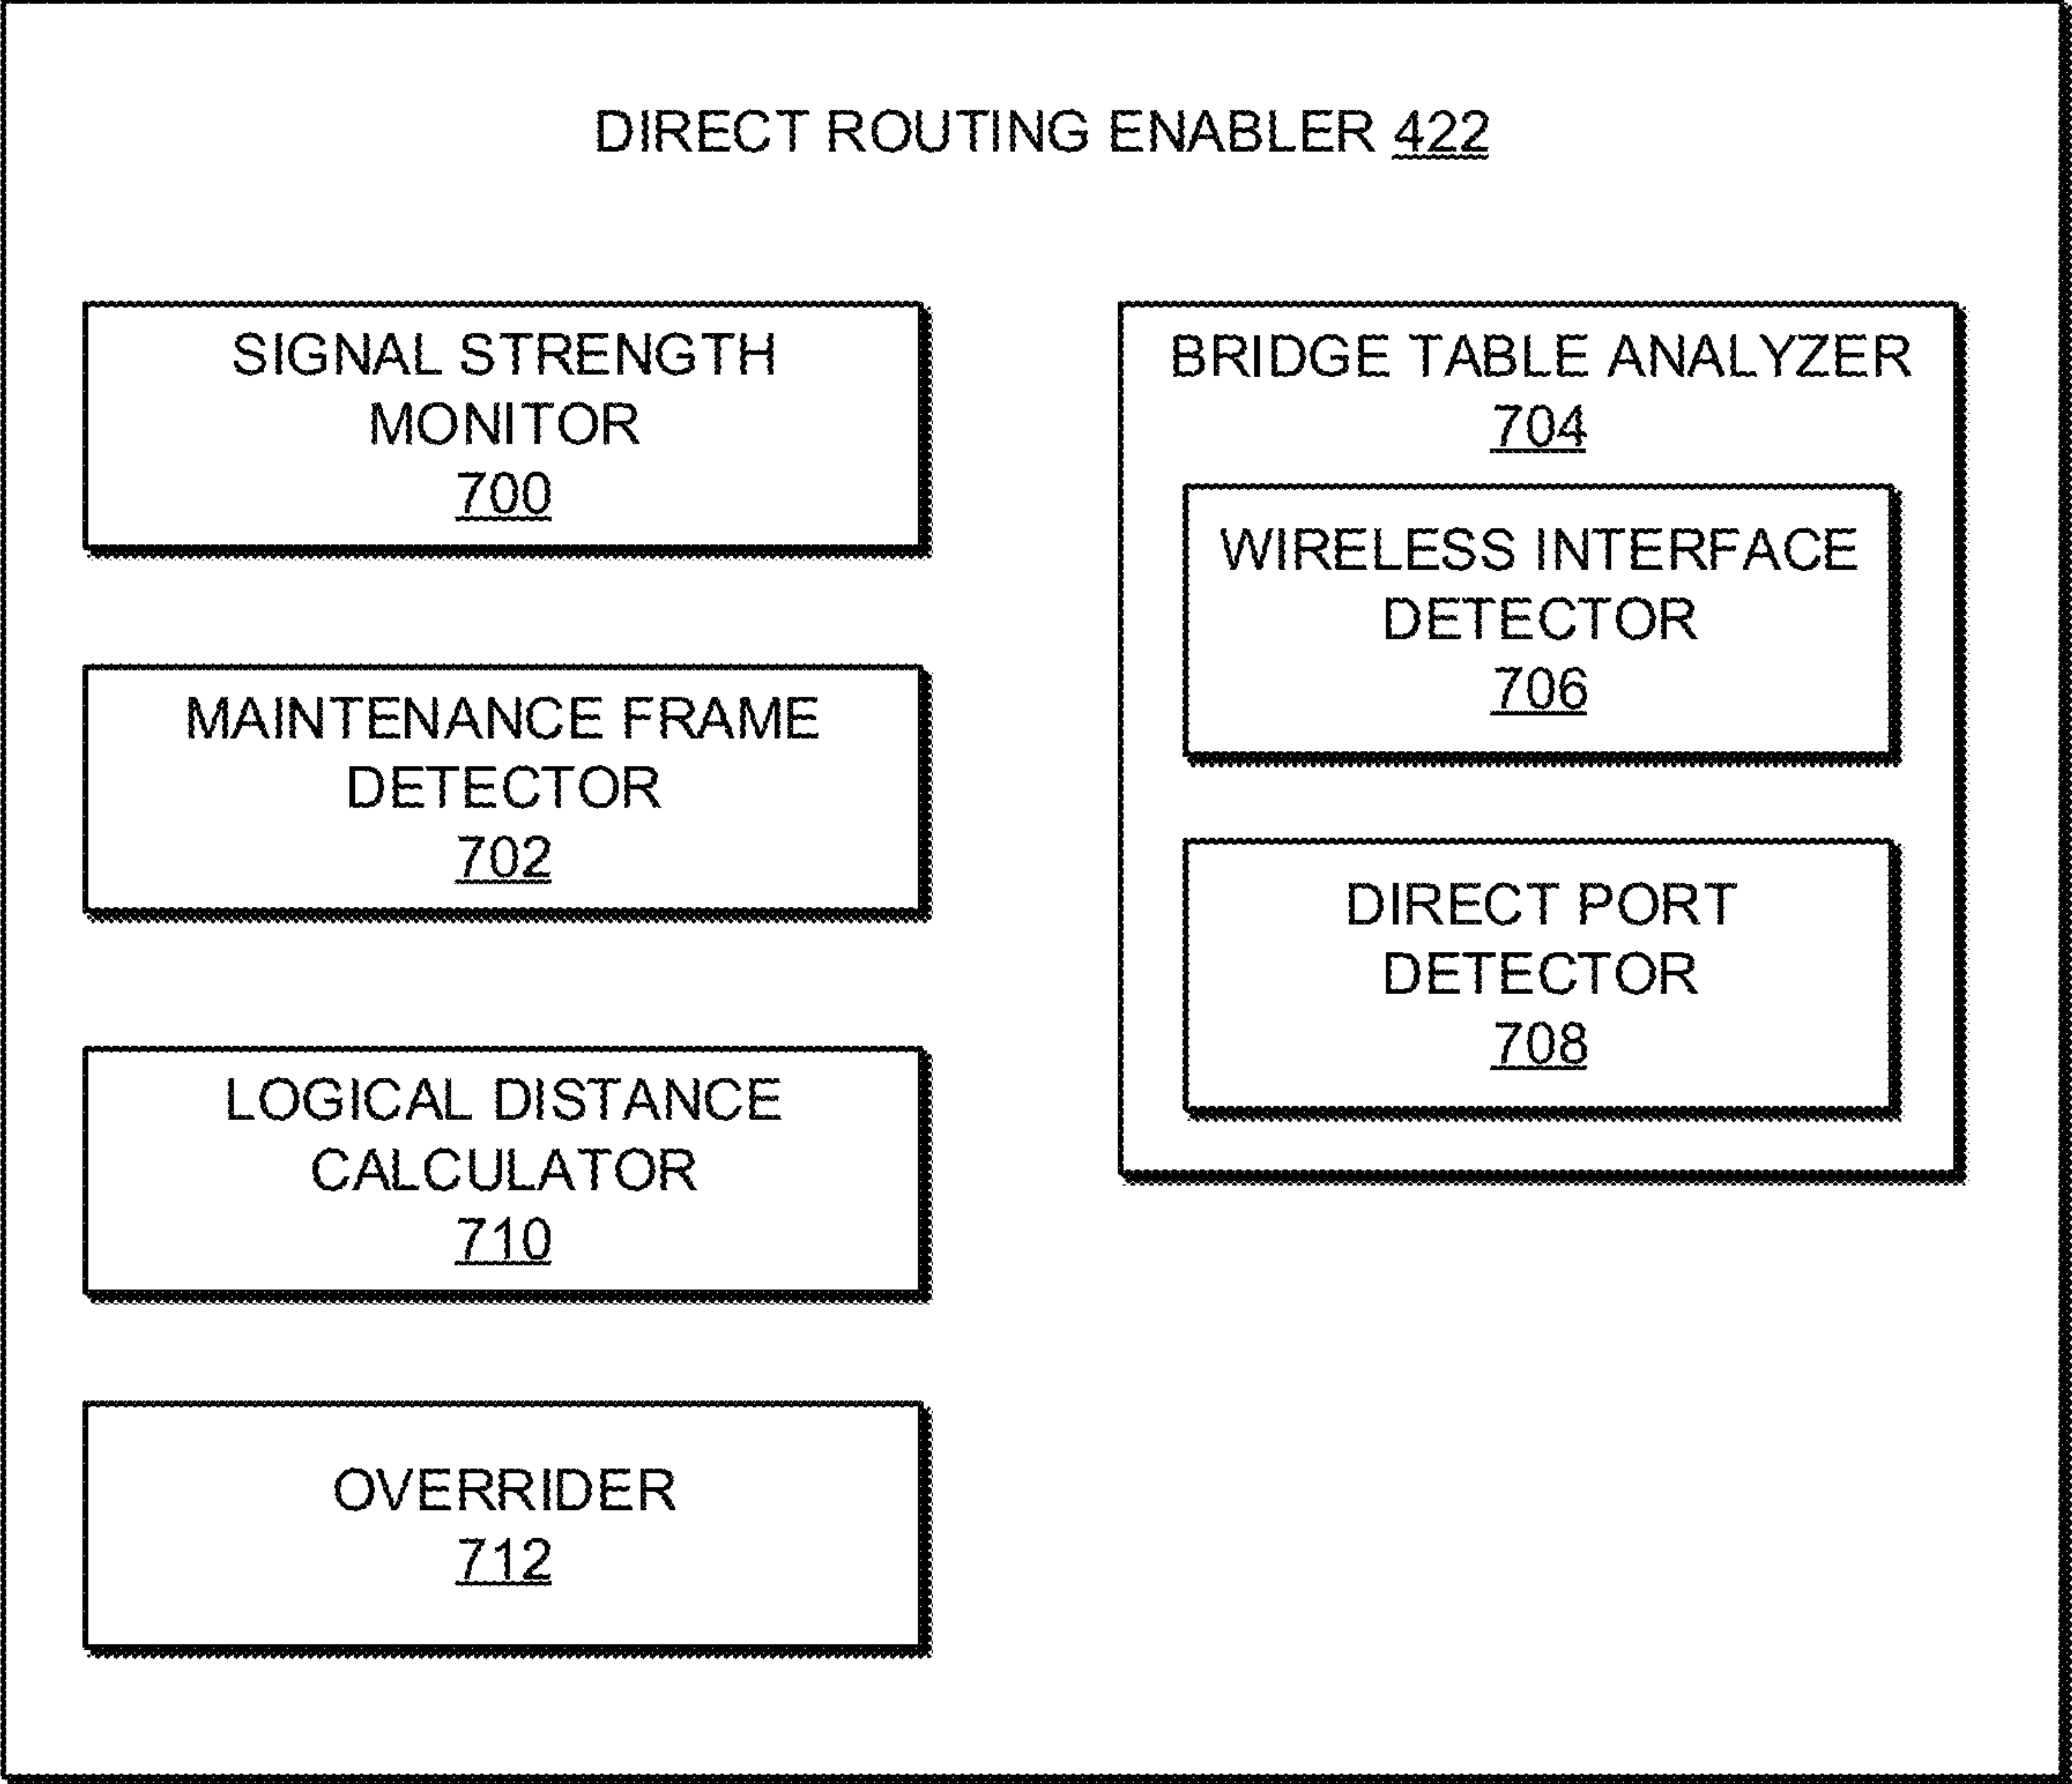 DIRECT ROUTING ENABLER 422
SIGNAL STRENGTH
MONITOR
700
MAINTENANCE FRAME
DETECTOR
702
LOGICAL DISTANCE
CALCULATOR
710
OVERRIDER
712
BRIDGE TABLE ANALYZER
704
WIRELESS INTERFACE
DETECTOR
706
DIRECT PORT
DETECTOR
708